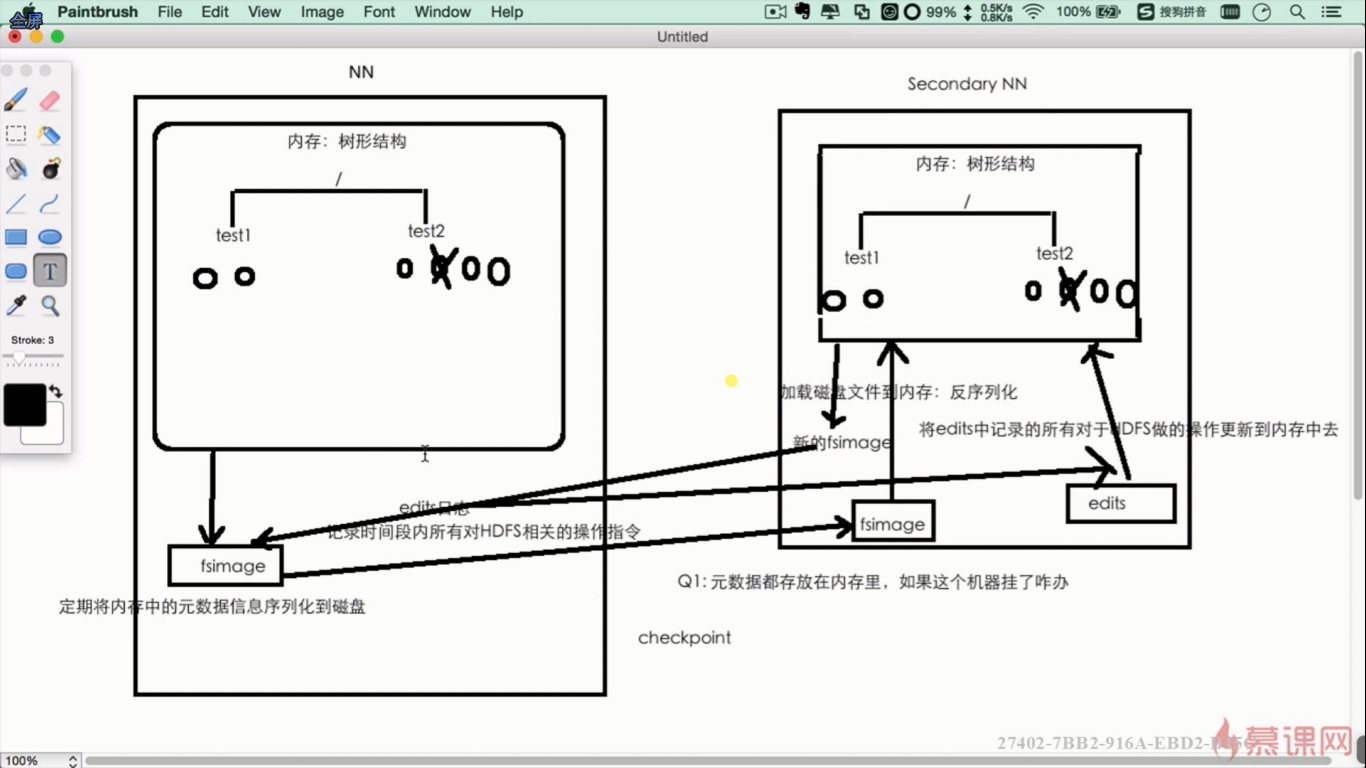 Paintbrush File Edit View Image Font Window Help 99% 0.5K/s 0.8K/s 100% 搜狗拼音
全屏
Untitled
NN
内存：树形结构
/
test1
test2
fsimage
定期将内存中的元数据信息序列化到磁盘
edits日志
记录时间段内所有对HDFS相关的操作指令
Secondary NN
内存：树形结构
/
test1
test2
加载磁盘文件到内存：反序列化
将edits中记录的所有对于HDFS做的操作更新到内存中去
新的fsimage
fsimage
edits
Q1: 元数据都存放在内存里，如果这个机器挂了咋办
checkpoint
Stroke: 3
T
100%
27402-7BB2-916A-EBD2-
慕课网